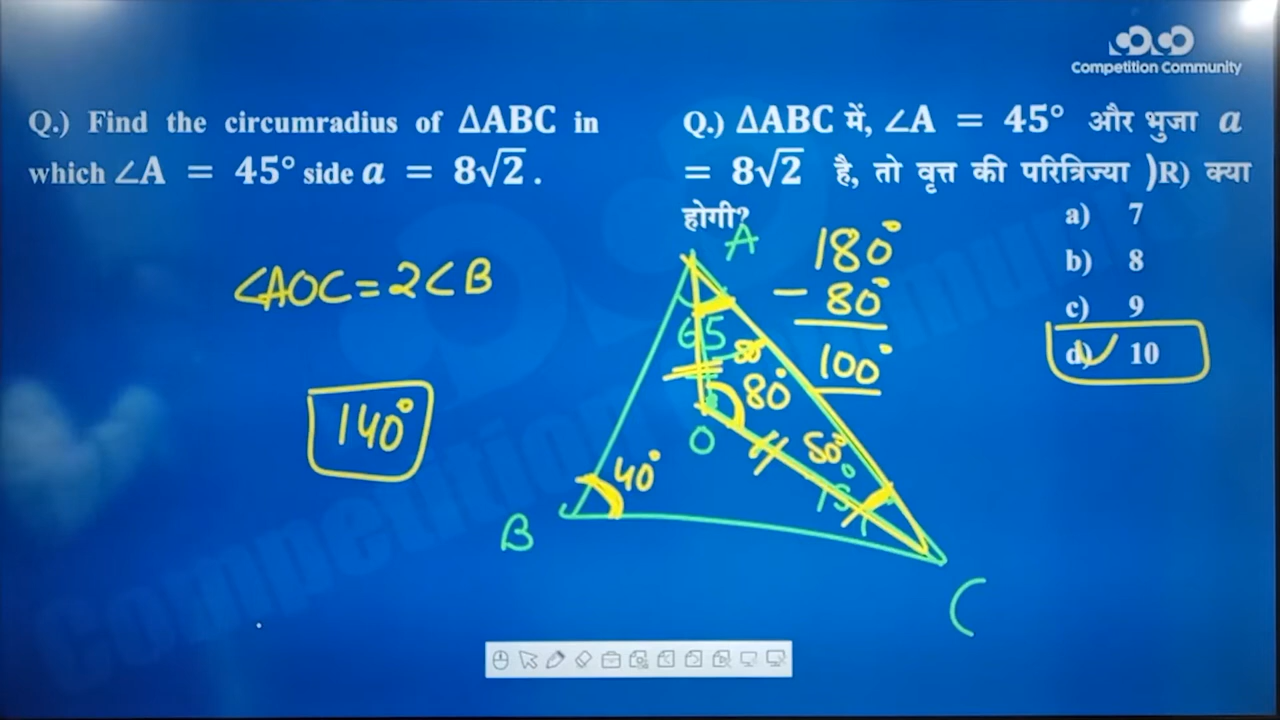 Competition Community
Q.) Find the circumradius of ΔABC in
which ∠A = 45° side a = 8√2 .
Q.) ΔABC में, ∠A = 45° और भुजा a
= 8√2 है, तो वृत्त की परित्रिज्या )R) क्या
होगी?
a) 7
b) 8
c) 9
d) 10
∠AOC = 2∠B
140°
A
180°
- 80°
100°
65
80°
O
50°
15°
40°
B
C